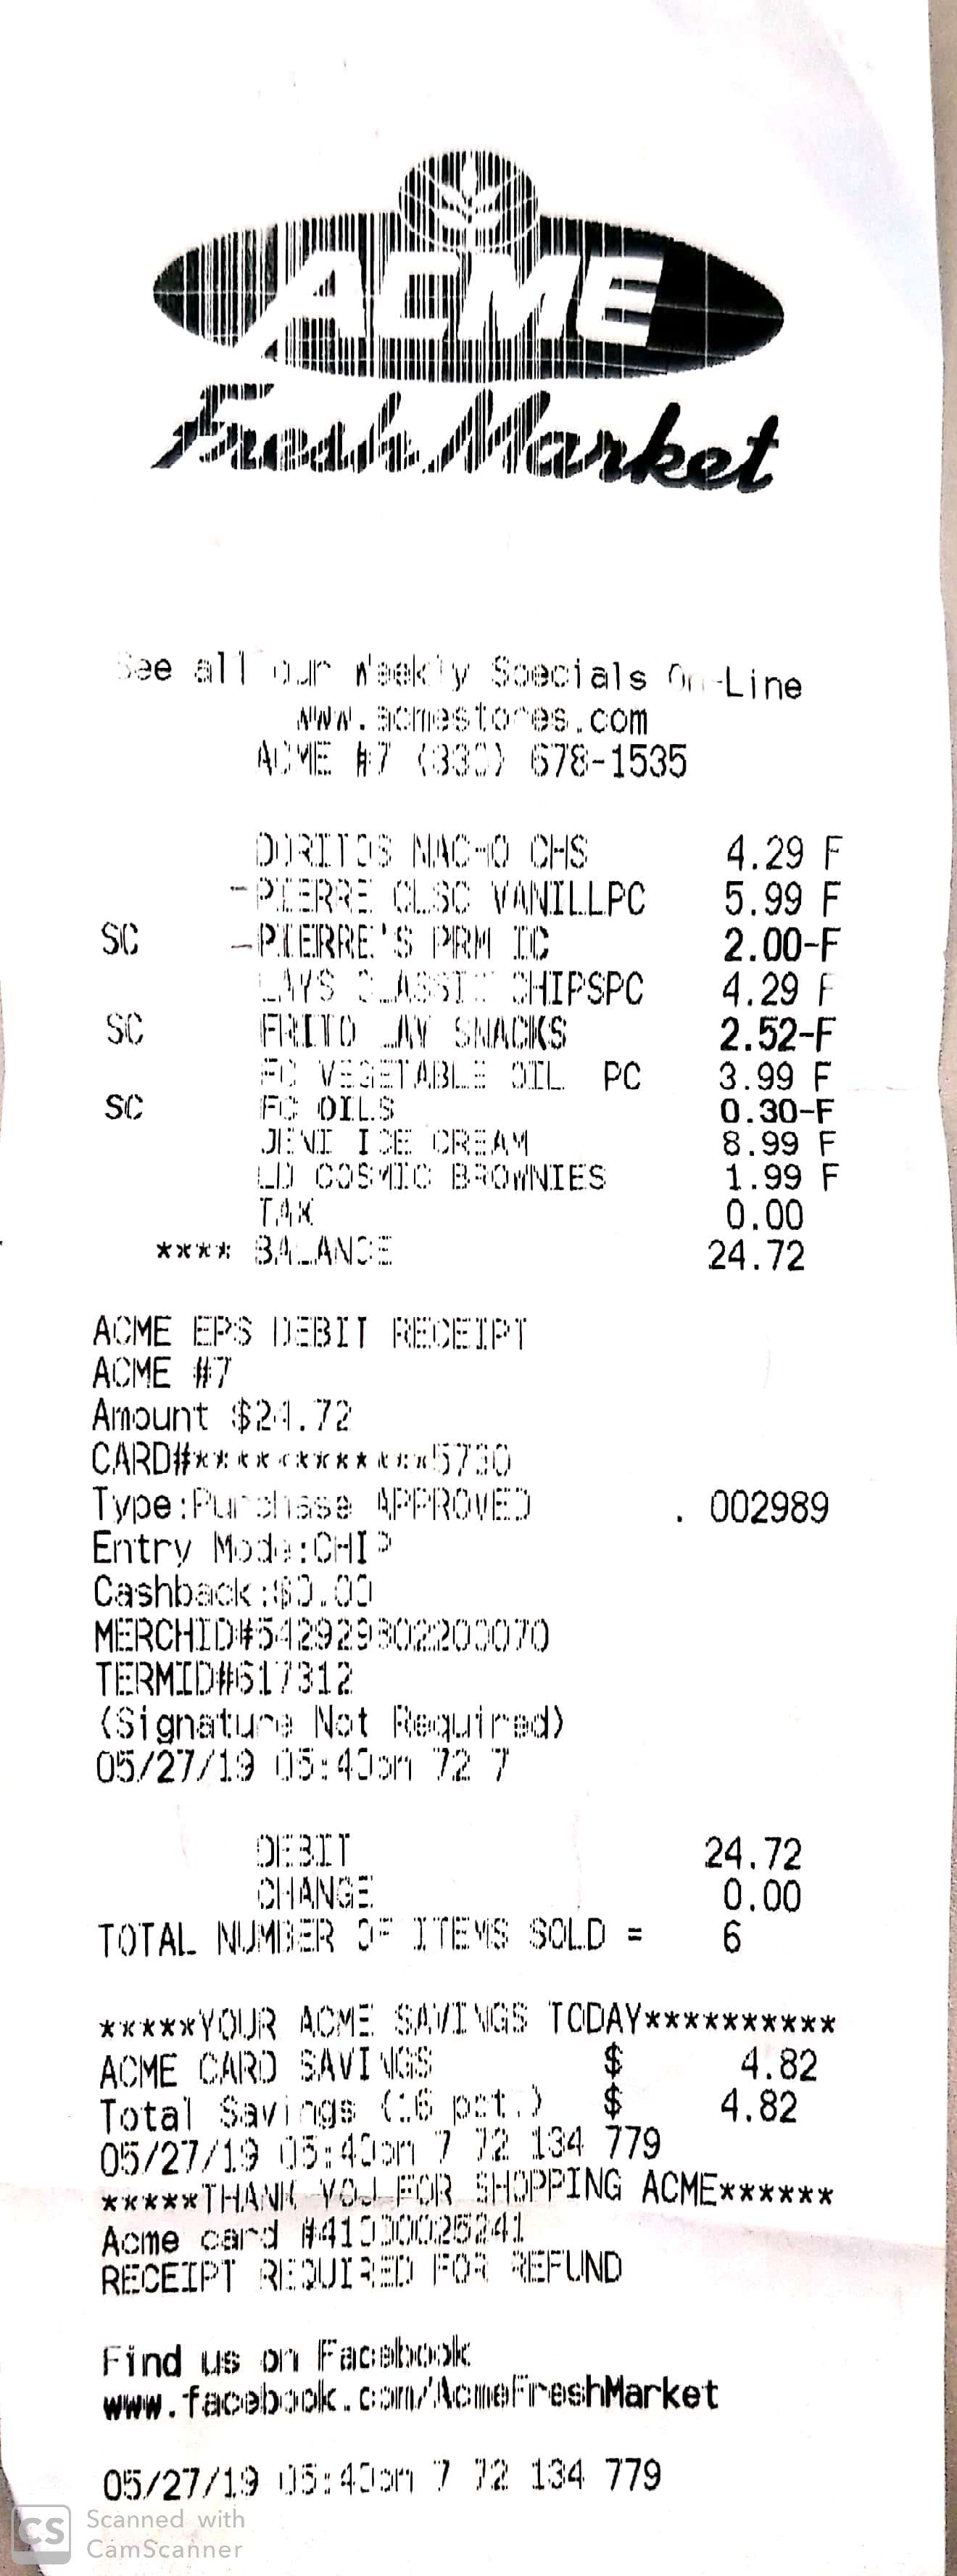 ACME
Fresh Market
See all our Weekly Specials On-Line
www.acmestores.com
ACME #7 (330) 678-1535
DORITOS NACHO CHS 4.29 F
-PIERRE CLSC VANILLPC 5.99 F
SC -PIERRE'S PRM IC 2.00-F
LAYS CLASSIC CHIPSPC 4.29 F
SC FRITO LAY SNACKS 2.52-F
FC VEGETABLE OIL PC 3.99 F
SC FC OILS 0.30-F
JENI ICE CREAM 8.99 F
LD COSMIC BROWNIES 1.99 F
TAX 0.00
**** BALANCE 24.72
ACME EPS DEBIT RECEIPT
ACME #7
Amount $24.72
CARD#************5730
Type:Purchase APPROVED . 002989
Entry Mode:CHIP
Cashback:$0.00
MERCHID#542929802200070
TERMID#617312
(Signature Not Required)
05/27/19 05:40pm 72 7
DEBIT 24.72
CHANGE 0.00
TOTAL NUMBER OF ITEMS SOLD = 6
*****YOUR ACME SAVINGS TODAY**********
ACME CARD SAVINGS $ 4.82
Total Savings (16 pct.) $ 4.82
05/27/19 05:40pm 7 72 134 779
*****THANK YOU FOR SHOPPING ACME******
Acme card #41000025241
RECEIPT REQUIRED FOR REFUND
Find us on Facebook
www.facebook.com/AcmeFreshMarket
05/27/19 05:40pm 7 72 134 779
CS Scanned with
CamScanner